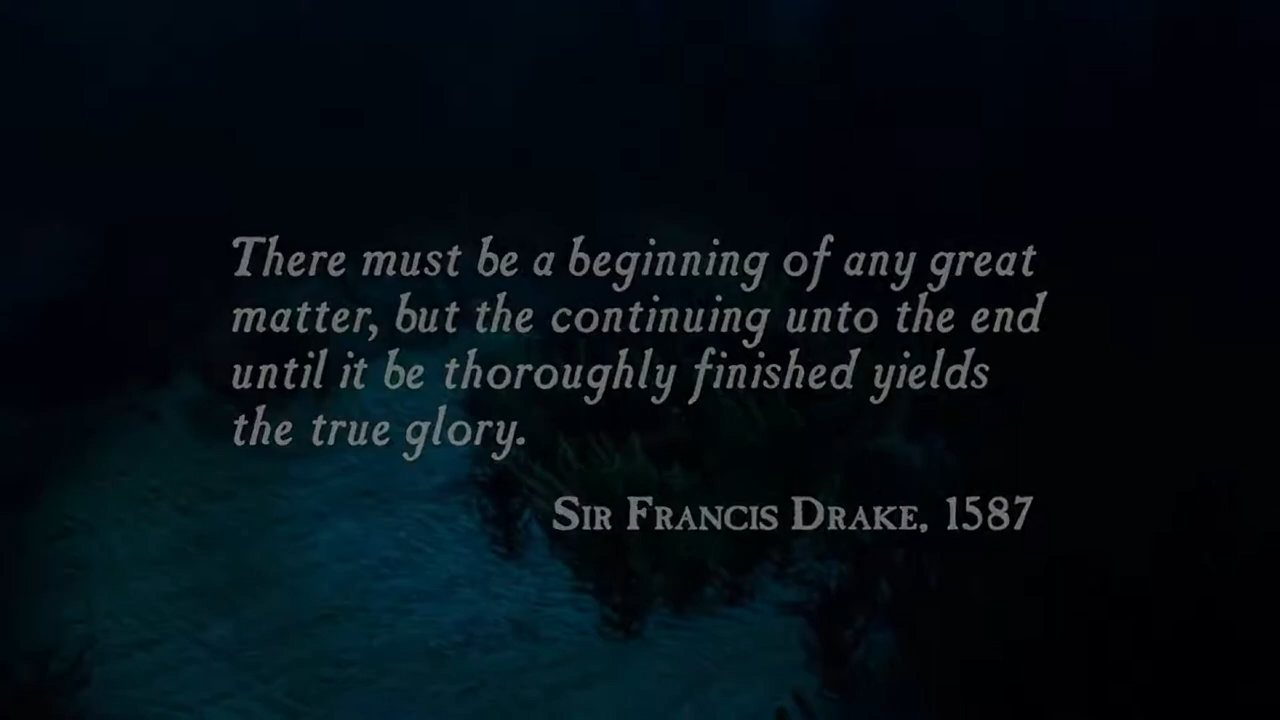 There must be a beginning of any great
matter, but the continuing unto the end
until it be thoroughly finished yields
the true glory.
Sir Francis Drake, 1587